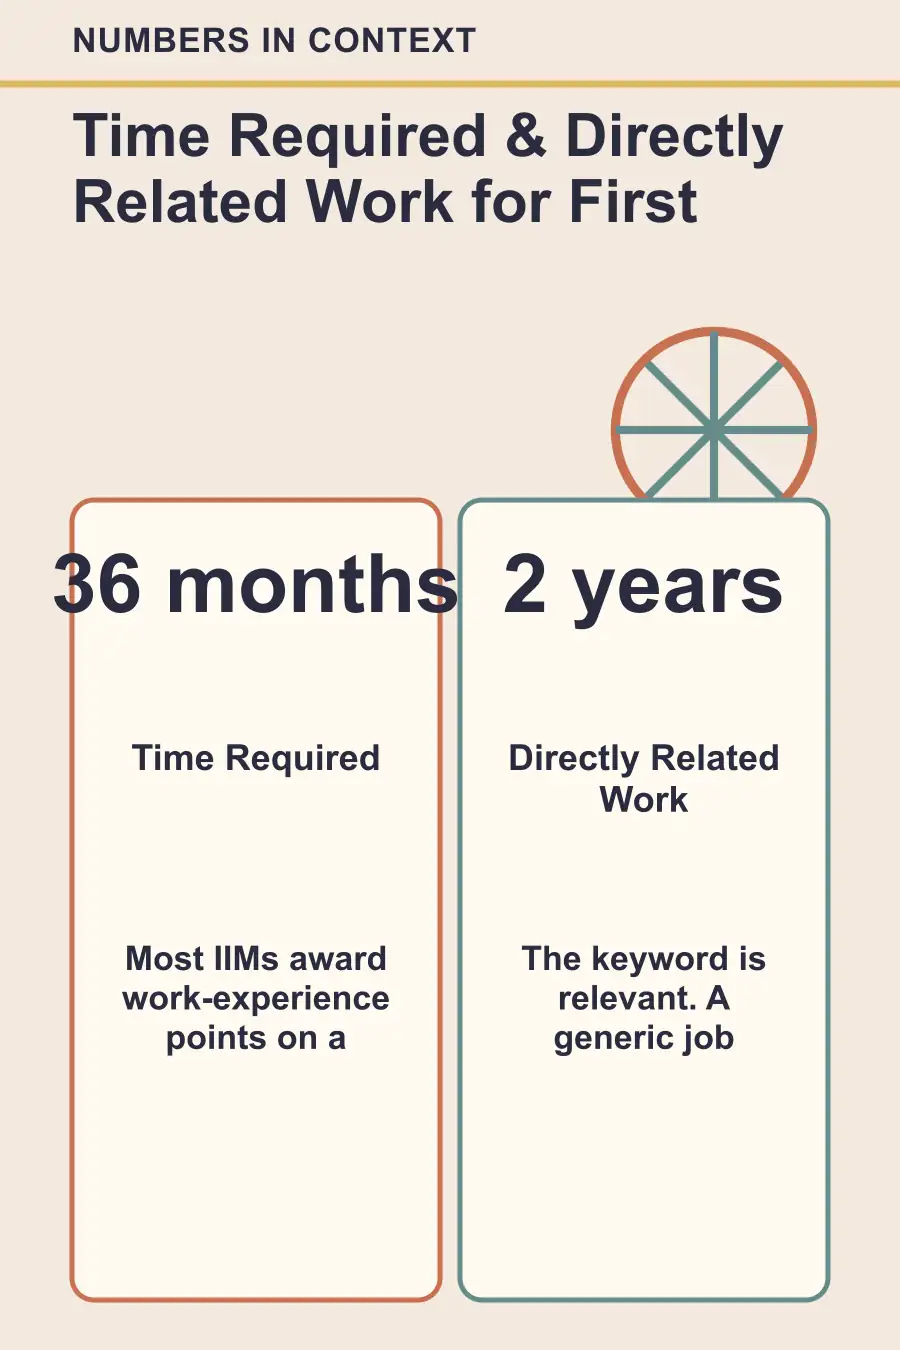 NUMBERS IN CONTEXT
Time Required & Directly
Related Work for First
36 months
Time Required
Most IIMs award
work-experience
points on a
2 years
Directly Related
Work
The keyword is
relevant. A
generic job